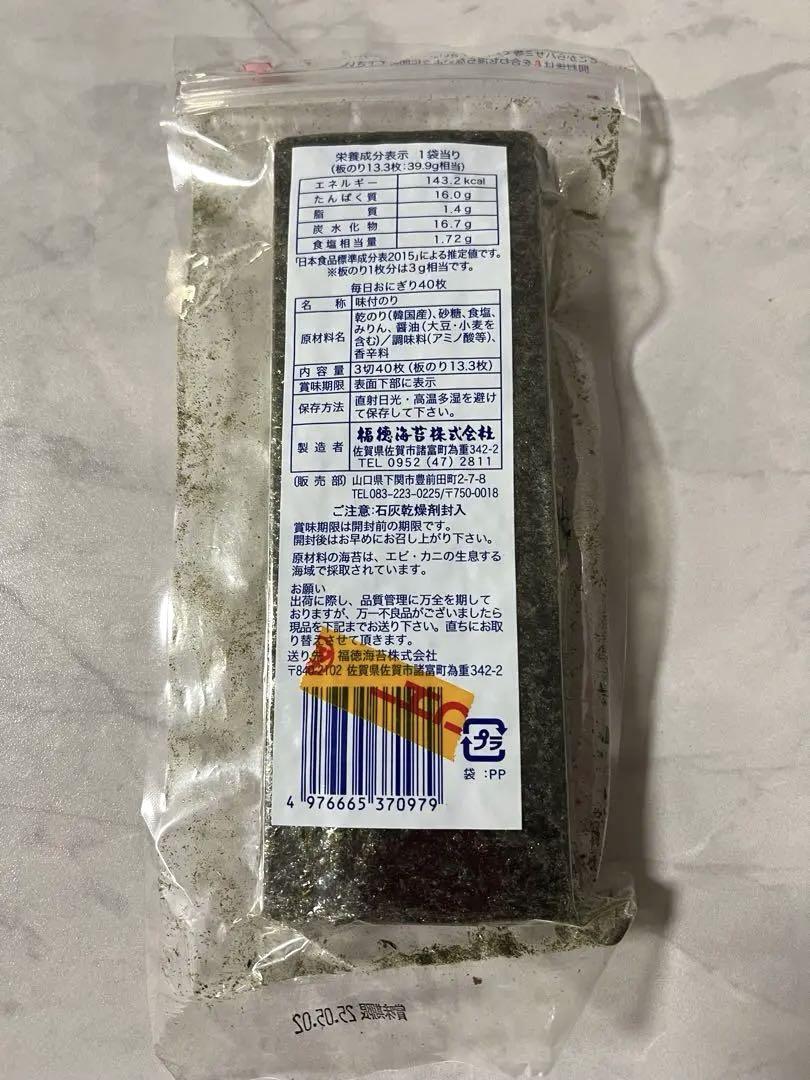 栄養成分表示 1袋当り
(板のり13.3枚:39.9g相当)
エネルギー 143.2kcal
たんぱく質 16.0g
脂質 1.4g
炭水化物 16.7g
食塩相当量 1.72g
「日本食品標準成分表2015」による推定値です。
※板のり1枚分は3g相当です。
毎日おにぎり40枚
名称 味付のり
原材料名 乾のり(韓国産)、砂糖、食塩、
みりん、醤油(大豆・小麦を
含む)/調味料(アミノ酸等)、
香辛料
内容量 3切40枚(板のり13.3枚)
賞味期限 表面下部に表示
保存方法 直射日光・高温多湿を避け
て保存して下さい。
製造者 福徳海苔株式会社
佐賀県佐賀市諸富町為重342-2
TEL 0952 (47) 2811
(販売部) 山口県下関市豊前田町2-7-8
TEL083-223-0225/〒750-0018
ご注意:石灰乾燥剤封入
賞味期限は開封前の期限です。
開封後はお早めにお召し上がり下さい。
原材料の海苔は、エビ・カニの生息する
海域で採取されています。
お願い
出荷に際し、品質管理に万全を期して
おりますが、万一不良品がございましたら
現品を下記までお送り下さい。直ちにお取
り替えさせて頂きます。
送り先 福徳海苔株式会社
〒840-2102 佐賀県佐賀市諸富町為重342-2
4 976665 370979
プラ
袋 :PP
賞味期限 25.05.02